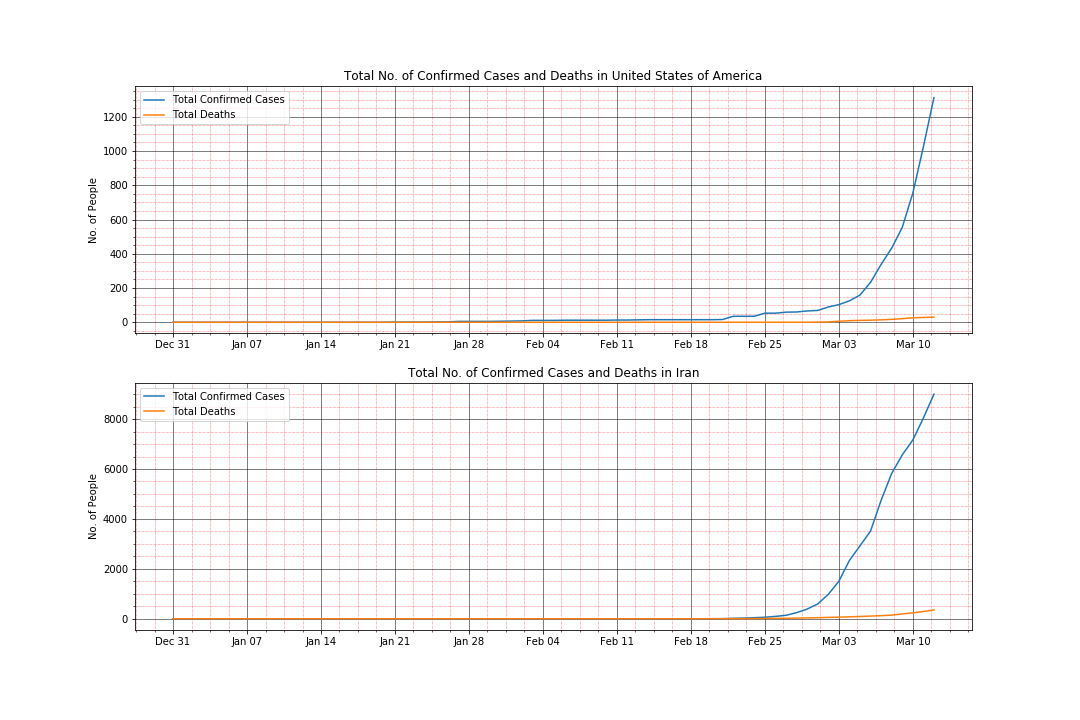 Total No. of Confirmed Cases and Deaths in United States of America
Total Confirmed Cases
Total Deaths
No. of People
1200
1000
800
600
400
200
0
Dec 31 Jan 07 Jan 14 Jan 21 Jan 28 Feb 04 Feb 11 Feb 18 Feb 25 Mar 03 Mar 10
Total No. of Confirmed Cases and Deaths in Iran
Total Confirmed Cases
Total Deaths
No. of People
8000
6000
4000
2000
0
Dec 31 Jan 07 Jan 14 Jan 21 Jan 28 Feb 04 Feb 11 Feb 18 Feb 25 Mar 03 Mar 10